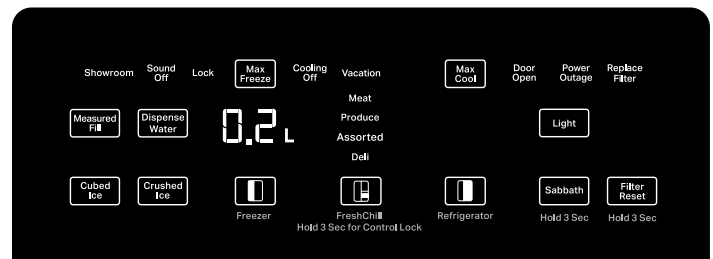 Showroom
Sound
Off
Lock
Max
Freeze
Cooling
Off
Vacation
Max
Cool
Door
Open
Power
Outage
Replace
Filter
Meat
Measured
Fill
Dispense
Water
0.2 L
Produce
Assorted
Deli
Light
Cubed
Ice
Crushed
Ice
Freezer
FreshChill
Hold 3 Sec for Control Lock
Refrigerator
Sabbath
Hold 3 Sec
Filter
Reset
Hold 3 Sec